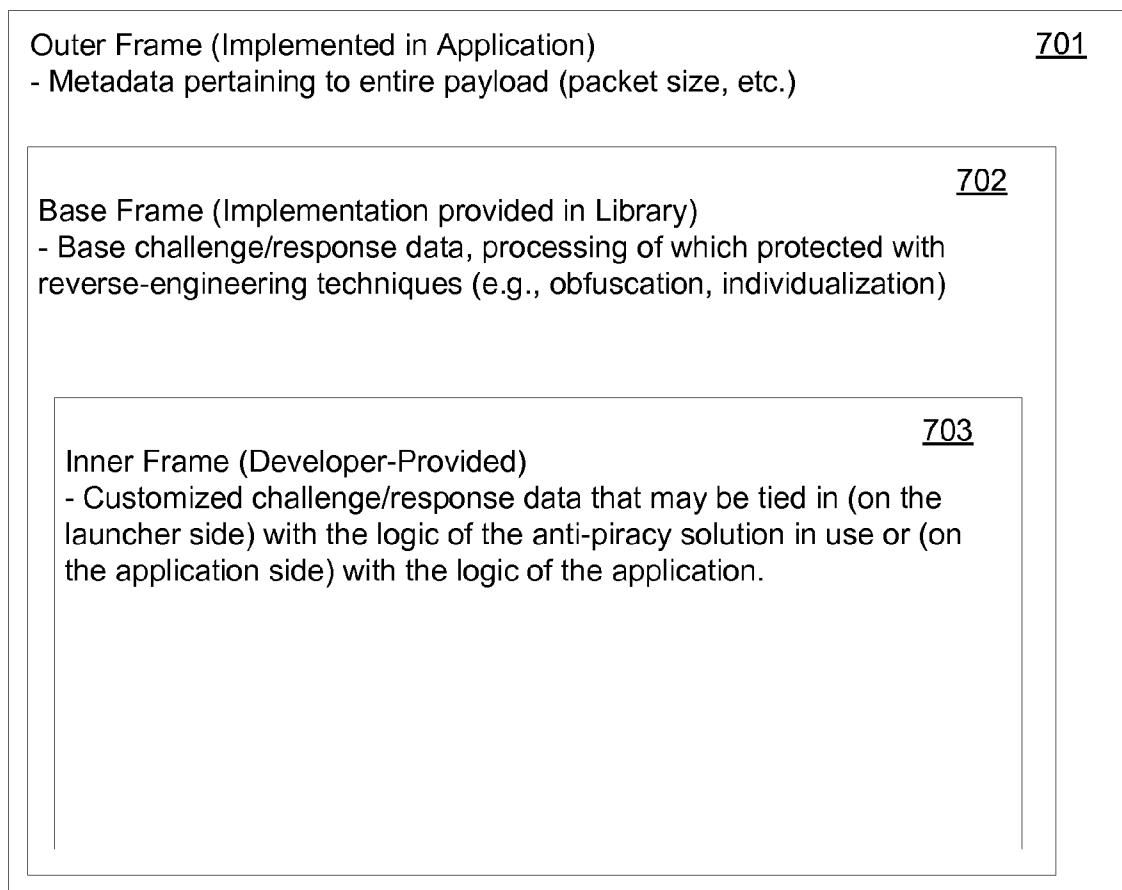 Outer Frame (Implemented in Application) 701
- Metadata pertaining to entire payload (packet size, etc.)
702
Base Frame (Implementation provided in Library)
- Base challenge/response data, processing of which protected with
reverse-engineering techniques (e.g., obfuscation, individualization)
703
Inner Frame (Developer-Provided)
- Customized challenge/response data that may be tied in (on the
launcher side) with the logic of the anti-piracy solution in use or (on
the application side) with the logic of the application.